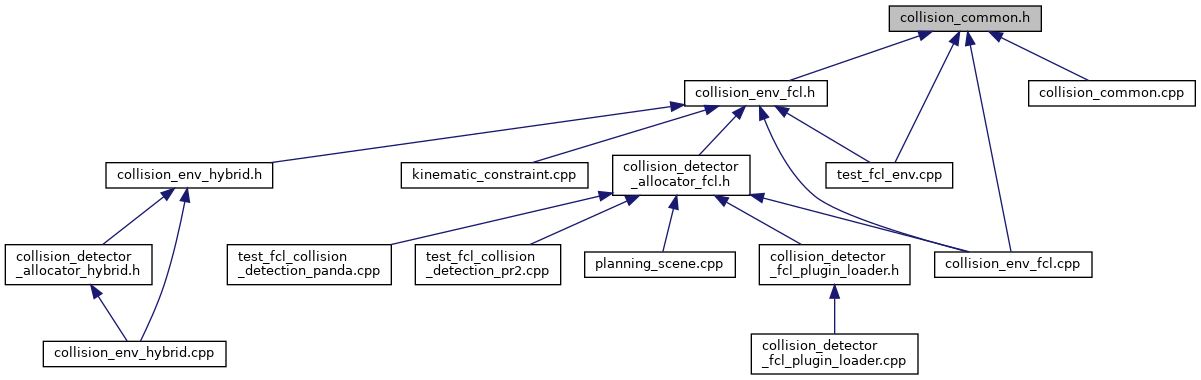 collision_common.h
collision_env_fcl.h
collision_common.cpp
collision_env_hybrid.h
kinematic_constraint.cpp
collision_detector
_allocator_fcl.h
test_fcl_env.cpp
collision_detector
_allocator_hybrid.h
test_fcl_collision
_detection_panda.cpp
test_fcl_collision
_detection_pr2.cpp
planning_scene.cpp
collision_detector
_fcl_plugin_loader.h
collision_env_fcl.cpp
collision_env_hybrid.cpp
collision_detector
_fcl_plugin_loader.cpp